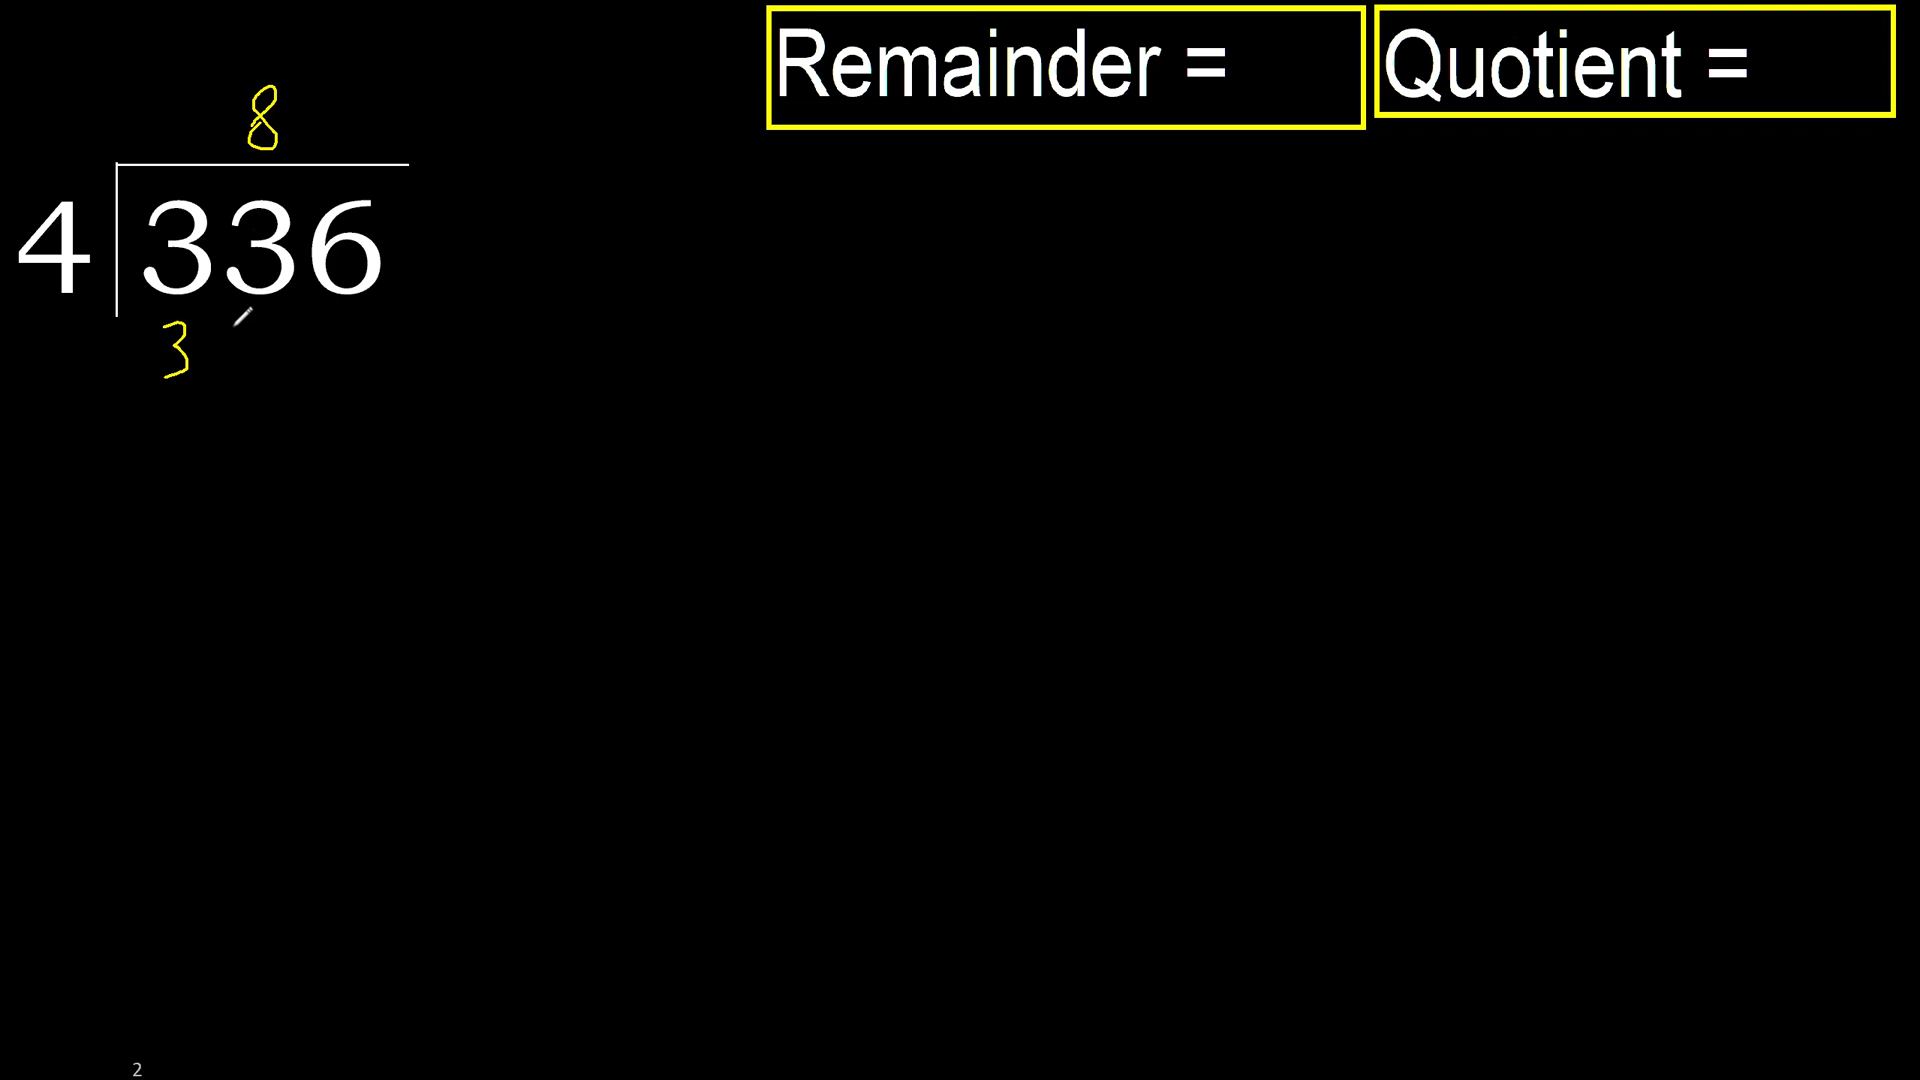 Remainder =
Quotient =
8
4 336
3
2